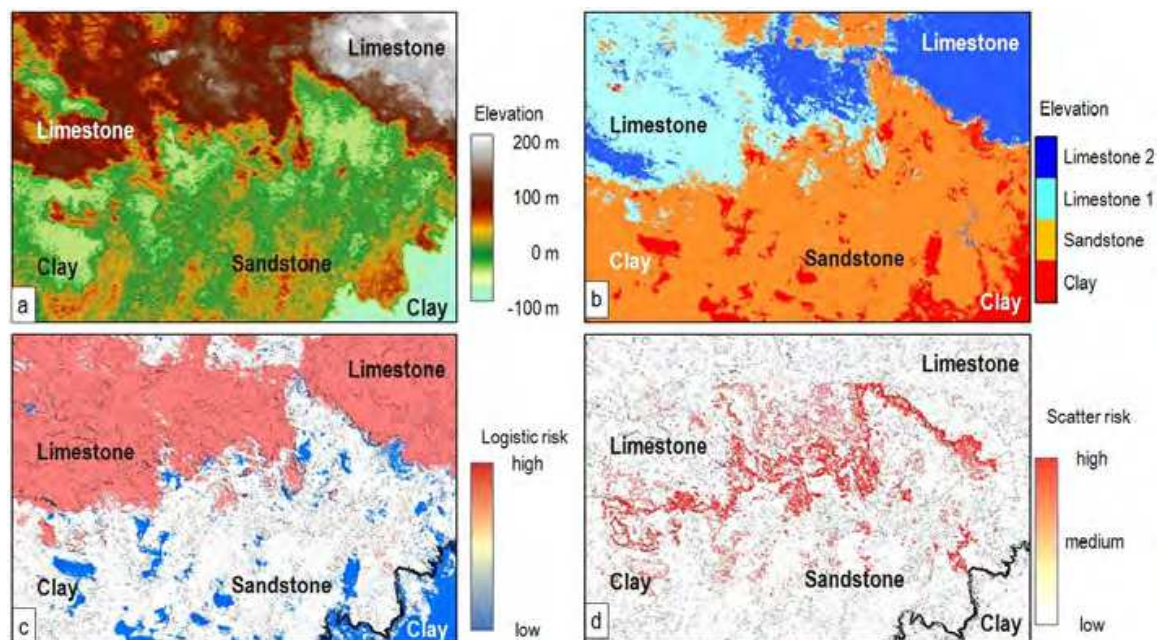 Limestone
Limestone
Clay
Sandstone
Clay
a
Elevation
200 m
100 m
0 m
-100 m
Limestone
Limestone
Clay
Sandstone
Clay
b
Elevation
Limestone 2
Limestone 1
Sandstone
Clay
Limestone
Limestone
Clay
Sandstone
Clay
c
Logistic risk
high
low
Limestone
Limestone
Clay
Sandstone
Clay
d
Scatter risk
high
medium
low